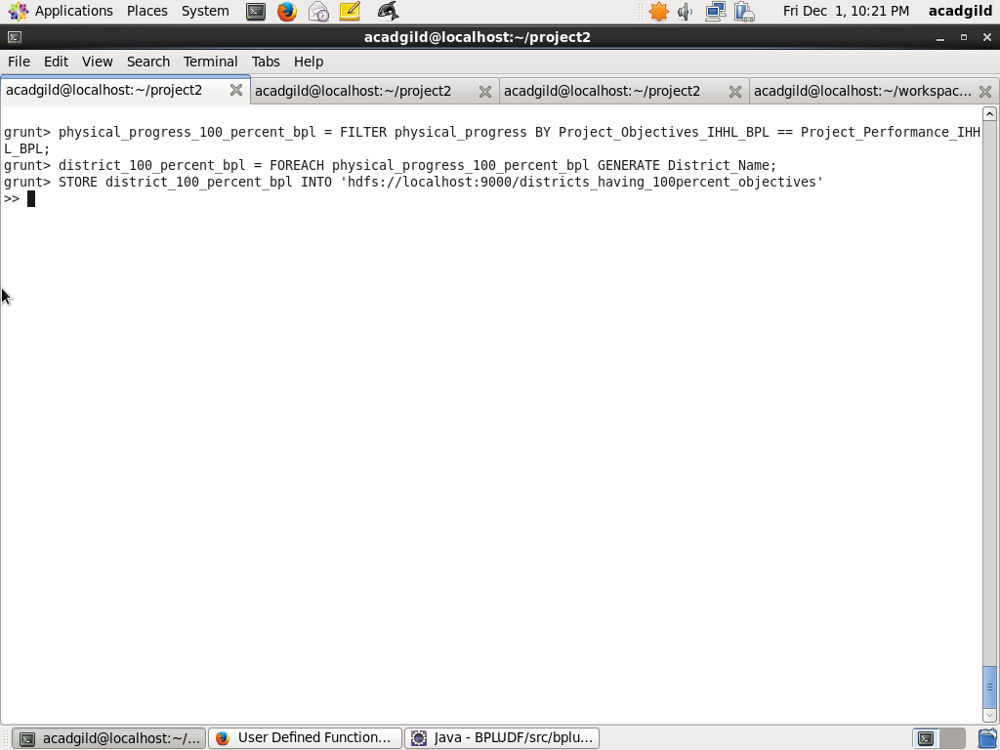 Applications Places System Fri Dec 1, 10:21 PM acadgild
acadgild@localhost:~/project2
File Edit View Search Terminal Tabs Help
acadgild@localhost:~/project2 acadgild@localhost:~/project2 acadgild@localhost:~/project2 acadgild@localhost:~/workspac...
grunt> physical_progress_100_percent_bpl = FILTER physical_progress BY Project_Objectives_IHHL_BPL == Project_Performance_IHH
L_BPL;
grunt> district_100_percent_bpl = FOREACH physical_progress_100_percent_bpl GENERATE District_Name;
grunt> STORE district_100_percent_bpl INTO 'hdfs://localhost:9000/districts_having_100percent_objectives'
>>
acadgild@localhost:~/... User Defined Function... Java - BPLUDF/src/bplu...